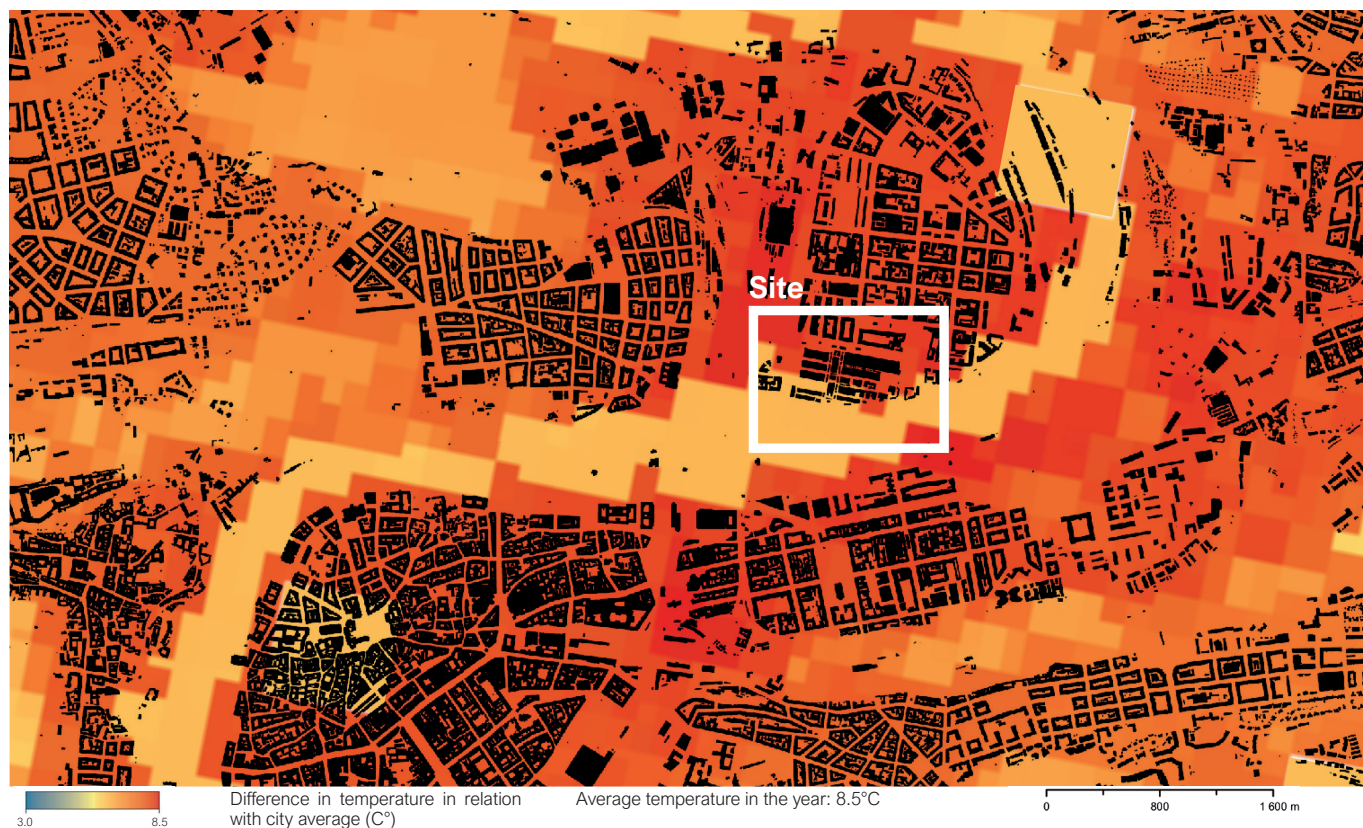 Site
Difference in temperature in relation
with city average (C°)
Average temperature in the year: 8.5°C
3.0
8.5
0
800
1 600 m